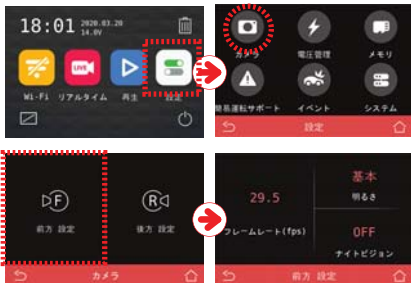 18:01 2020.03.20
14.0V
LIVE
Wi-Fi リアルタイム 再生 設定
カメラ 電圧管理 メモリ
簡易運転サポート イベント システム
設定
F R
前方 設定 後方 設定
カメラ
29.5
フレームレート(fps)
基本
明るさ
OFF
ナイトビジョン
前方 設定